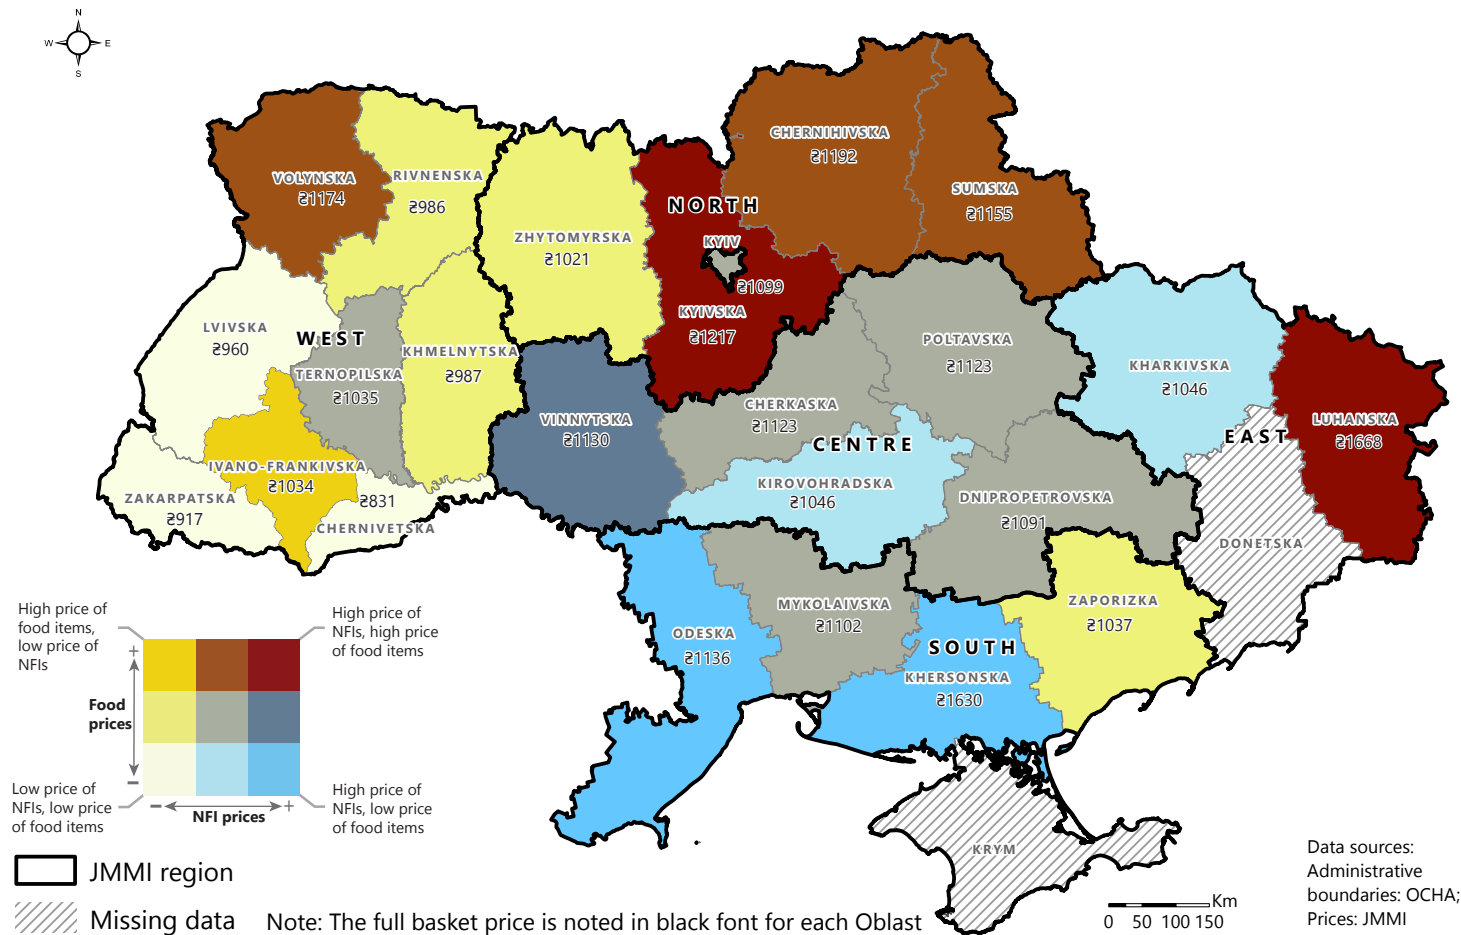 N
W E
S
CHERNIHIVSKA
₴1192
VOLYNSKA
₴1174
RIVNENSKA
₴986
SUMSKA
₴1155
NORTH
ZHYTOMYRSKA
₴1021
KYIV
₴1099
KYIVSKA
₴1217
LVIVSKA
₴960
WEST
KHMELNYTSKA
₴987
TERNOPILSKA
₴1035
POLTAVSKA
₴1123
KHARKIVSKA
₴1046
CHERKASKA
₴1123
VINNYTSKA
₴1130
LUHANSKA
₴1668
EAST
CENTRE
IVANO-FRANKIVSKA
₴1034
KIROVOHRADSKA
₴1046
ZAKARPATSKA
₴917
₴831
CHERNIVETSKA
DNIPROPETROVSKA
₴1091
DONETSKA
MYKOLAIVSKA
₴1102
ZAPORIZKA
₴1037
ODESKA
₴1136
SOUTH
KHERSONSKA
₴1630
KRYM
High price of
food items,
low price of
NFIs
High price of
NFIs, high price
of food items
+
Food
prices
−
Low price of
NFIs, low price
of food items
− +
NFI prices
High price of
NFIs, low price
of food items
JMMI region
Missing data
Note: The full basket price is noted in black font for each Oblast
Km
0 50 100 150
Data sources:
Administrative
boundaries: OCHA;
Prices: JMMI